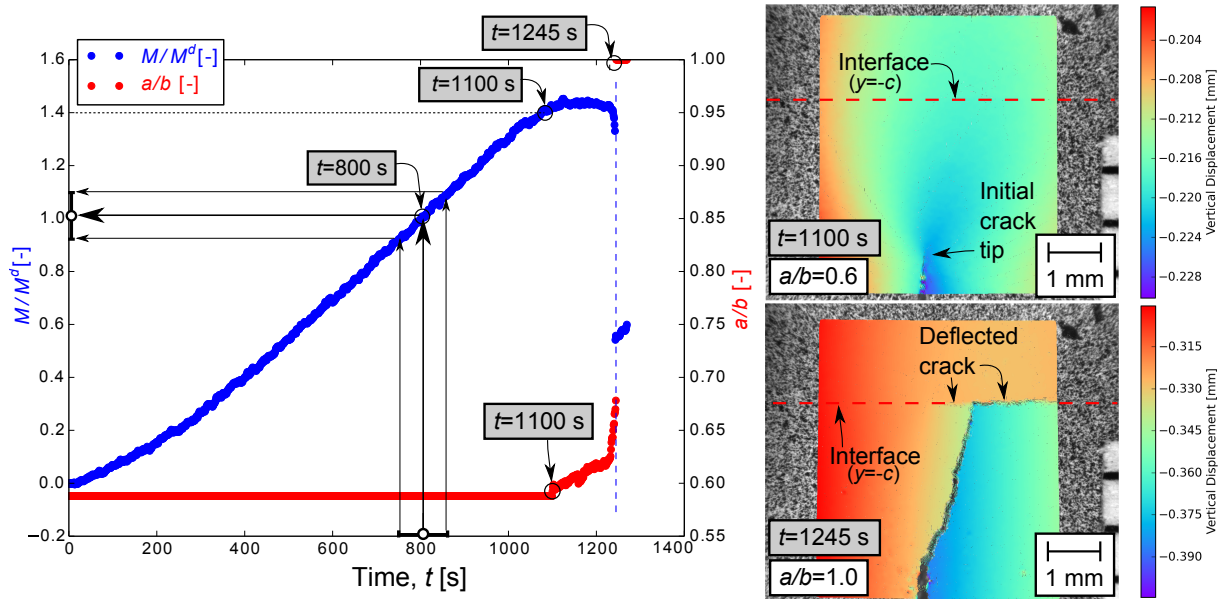 M/M^d [-]
a/b [-]
t=1245 s
t=1100 s
t=800 s
t=1100 s
1.6
1.4
1.2
1.0
0.8
0.6
0.4
0.2
0.0
−0.2
M/M^d [-]
1.00
0.95
0.90
0.85
0.80
0.75
0.70
0.65
0.60
0.55
a/b [-]
0 200 400 600 800 1000 1200 1400
Time, t [s]
Interface
(y=-c)
Initial
crack
tip
t=1100 s
a/b=0.6
1 mm
−0.204
−0.208
−0.212
−0.216
−0.220
−0.224
−0.228
Vertical Displacement [mm]
Deflected
crack
Interface
(y=-c)
t=1245 s
a/b=1.0
1 mm
−0.315
−0.330
−0.345
−0.360
−0.375
−0.390
Vertical Displacement [mm]